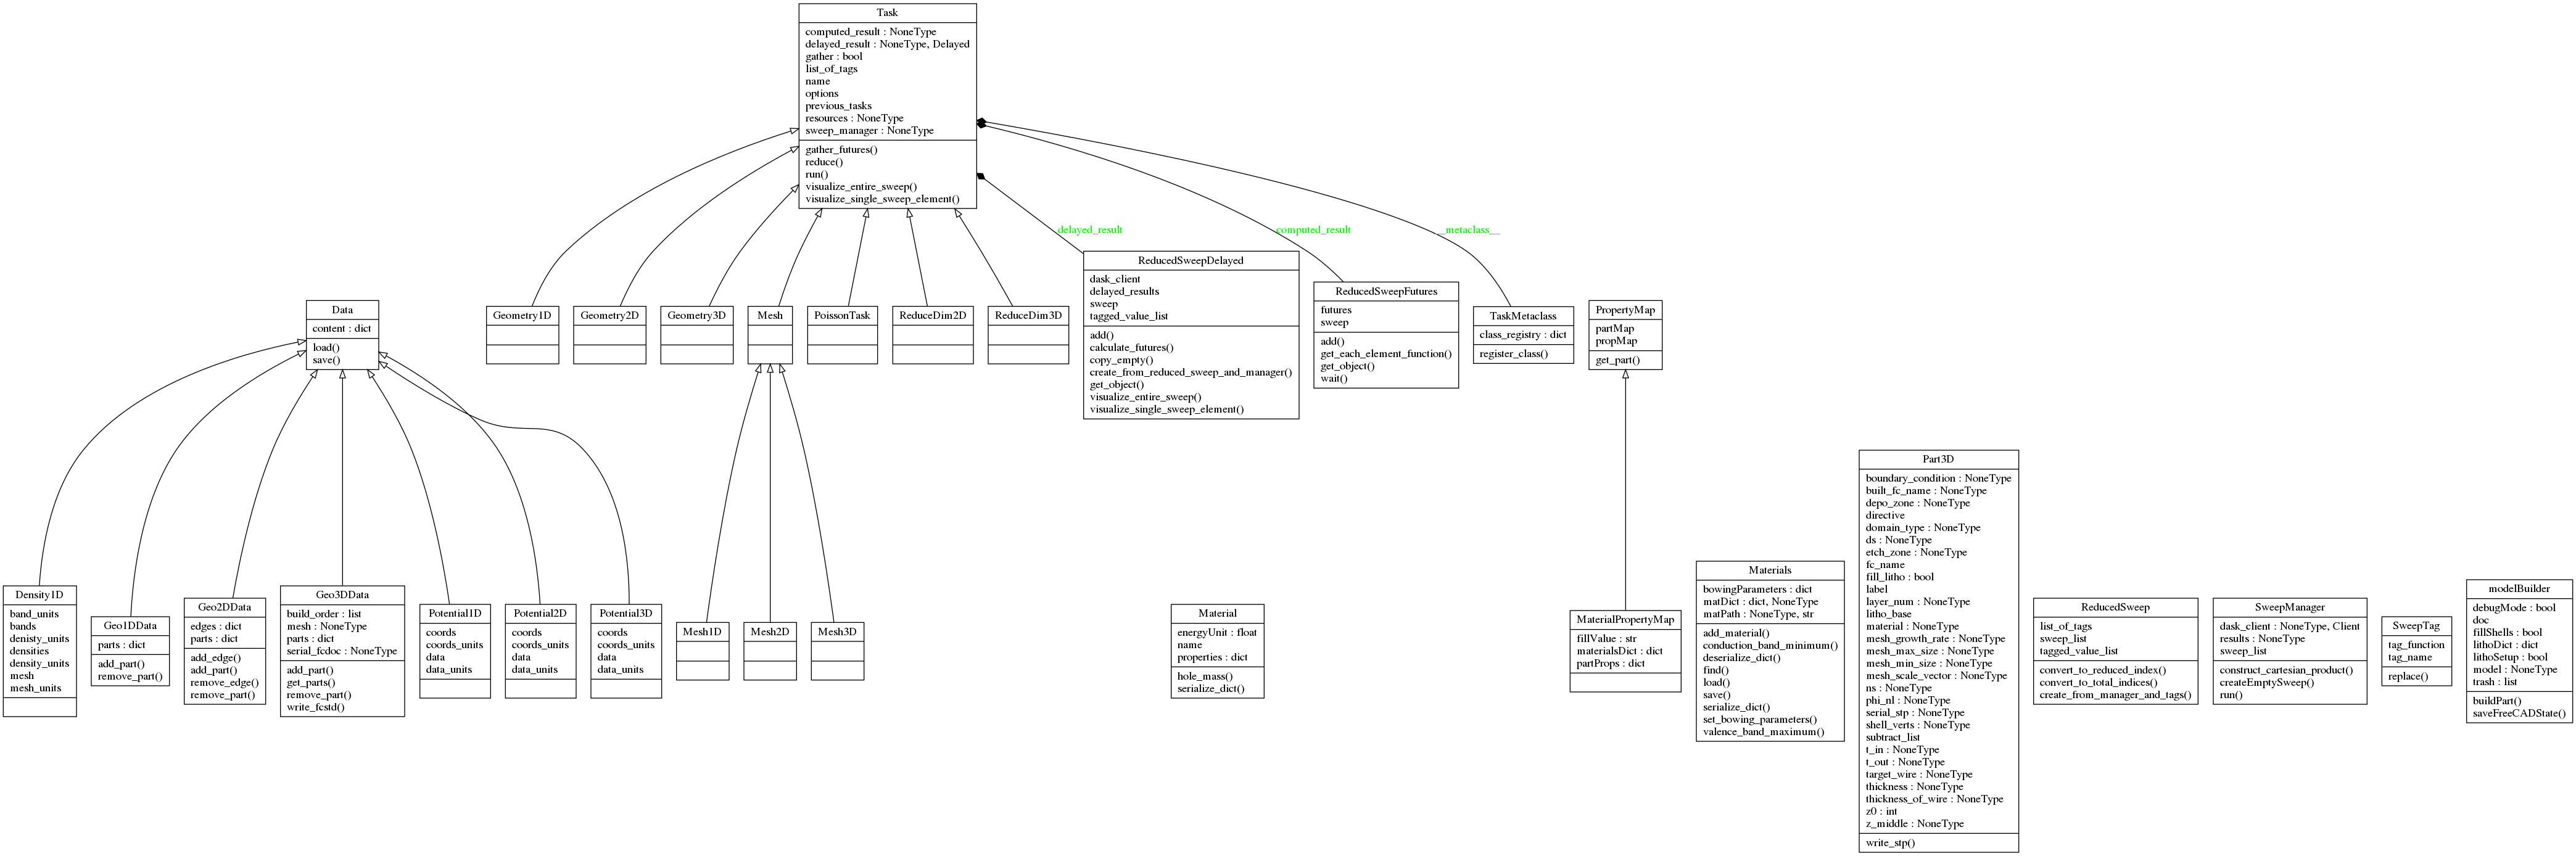 Task
computed_result : NoneType
delayed_result : NoneType, Delayed
gather : bool
list_of_tags
name
options
previous_tasks
resources : NoneType
sweep_manager : NoneType
gather_futures()
reduce()
run()
visualize_entire_sweep()
visualize_single_sweep_element()
delayed_result
computed_result
__metaclass__
Data
content : dict
load()
save()
Geometry1D
Geometry2D
Geometry3D
Mesh
PoissonTask
ReduceDim2D
ReduceDim3D
ReducedSweepDelayed
dask_client
delayed_results
sweep
tagged_value_list
add()
calculate_futures()
copy_empty()
create_from_reduced_sweep_and_manager()
get_object()
visualize_entire_sweep()
visualize_single_sweep_element()
ReducedSweepFutures
futures
sweep
add()
get_each_element_function()
get_object()
wait()
TaskMetaclass
class_registry : dict
register_class()
PropertyMap
partMap
propMap
get_part()
Density1D
band_units
bands
denisty_units
densities
density_units
mesh
mesh_units
Geo1DData
parts : dict
add_part()
remove_part()
Geo2DData
edges : dict
parts : dict
add_edge()
add_part()
remove_edge()
remove_part()
Geo3DData
build_order : list
mesh : NoneType
parts : dict
serial_fcdoc : NoneType
add_part()
get_parts()
remove_part()
write_fcstd()
Potential1D
coords
coords_units
data
data_units
Potential2D
coords
coords_units
data
data_units
Potential3D
coords
coords_units
data
data_units
Mesh1D
Mesh2D
Mesh3D
Material
energyUnit : float
name
properties : dict
hole_mass()
serialize_dict()
MaterialPropertyMap
fillValue : str
materialsDict : dict
partProps : dict
Materials
bowingParameters : dict
matDict : dict, NoneType
matPath : NoneType, str
add_material()
conduction_band_minimum()
deserialize_dict()
find()
load()
save()
serialize_dict()
set_bowing_parameters()
valence_band_maximum()
Part3D
boundary_condition : NoneType
built_fc_name : NoneType
depo_zone : NoneType
directive
domain_type : NoneType
ds : NoneType
etch_zone : NoneType
fc_name
fill_litho : bool
label
layer_num : NoneType
litho_base
material : NoneType
mesh_growth_rate : NoneType
mesh_max_size : NoneType
mesh_min_size : NoneType
mesh_scale_vector : NoneType
ns : NoneType
phi_nl : NoneType
serial_stp : NoneType
shell_verts : NoneType
subtract_list
t_in : NoneType
t_out : NoneType
target_wire : NoneType
thickness : NoneType
thickness_of_wire : NoneType
z0 : int
z_middle : NoneType
write_stp()
ReducedSweep
list_of_tags
sweep_list
tagged_value_list
convert_to_reduced_index()
convert_to_total_indices()
create_from_manager_and_tags()
SweepManager
dask_client : NoneType, Client
results : NoneType
sweep_list
construct_cartesian_product()
createEmptySweep()
run()
SweepTag
tag_function
tag_name
replace()
modelBuilder
debugMode : bool
doc
fillShells : bool
lithoDict : dict
lithoSetup : bool
model : NoneType
trash : list
buildPart()
saveFreeCADState()